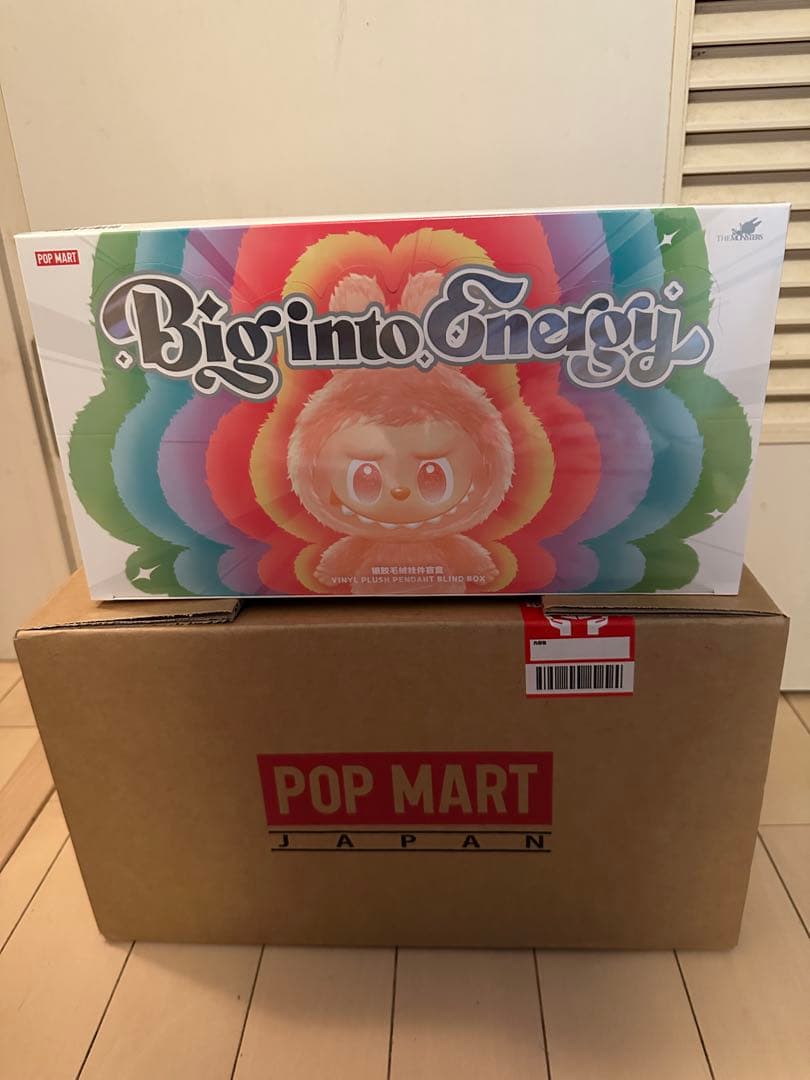 POP MART
THE MONSTERS
Big into Energy
搪胶毛绒挂件盲盒
VINYL PLUSH PENDANT BLIND BOX
POP MART
JAPAN